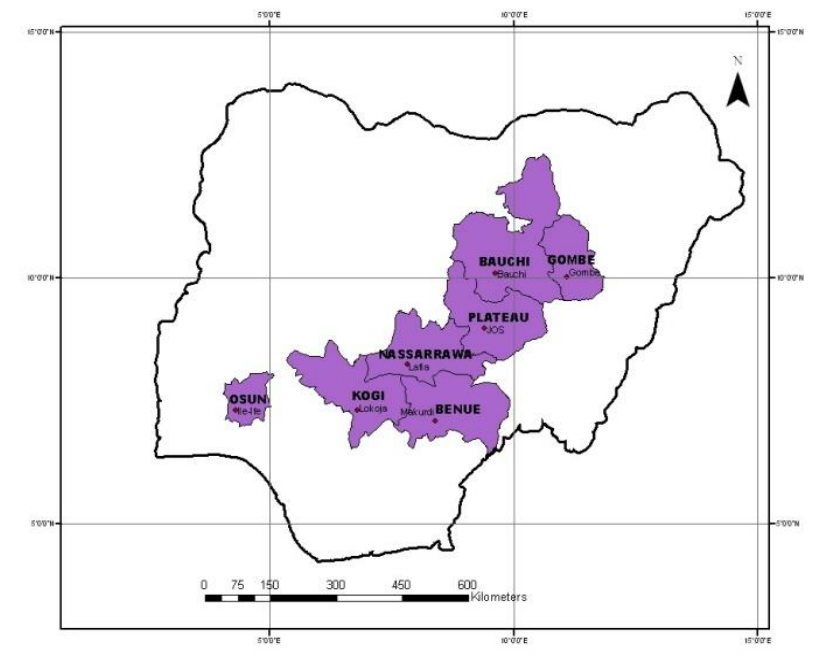 5°0'0"E 10°0'0"E 15°0'0"E
15°0'0"N 15°0'0"N
N
BAUCHI GOMBE
Bauchi Gombe
10°0'0"N 10°0'0"N
PLATEAU
JOS
NASSARRAWA
Lafia
OSUN KOGI
Ile-Ife Lokoja Makurdi BENUE
5°0'0"N 5°0'0"N
0 75 150 300 450 600
Kilometers
5°0'0"E 10°0'0"E 15°0'0"E